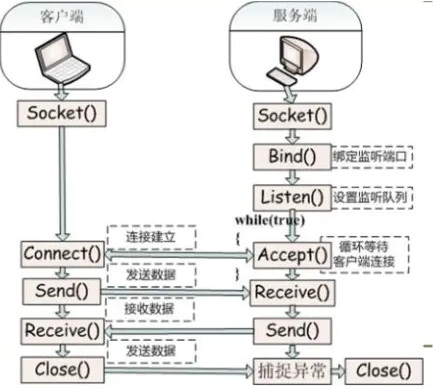 客户端
服务端
Socket()
Socket()
Bind()
绑定监听端口
Listen()
设置监听队列
while(true)
连接建立
{
Connect()
Accept()
循环等待
客户端连接
发送数据
}
Send()
Receive()
接收数据
Receive()
Send()
发送数据
Close()
捕捉异常
Close()